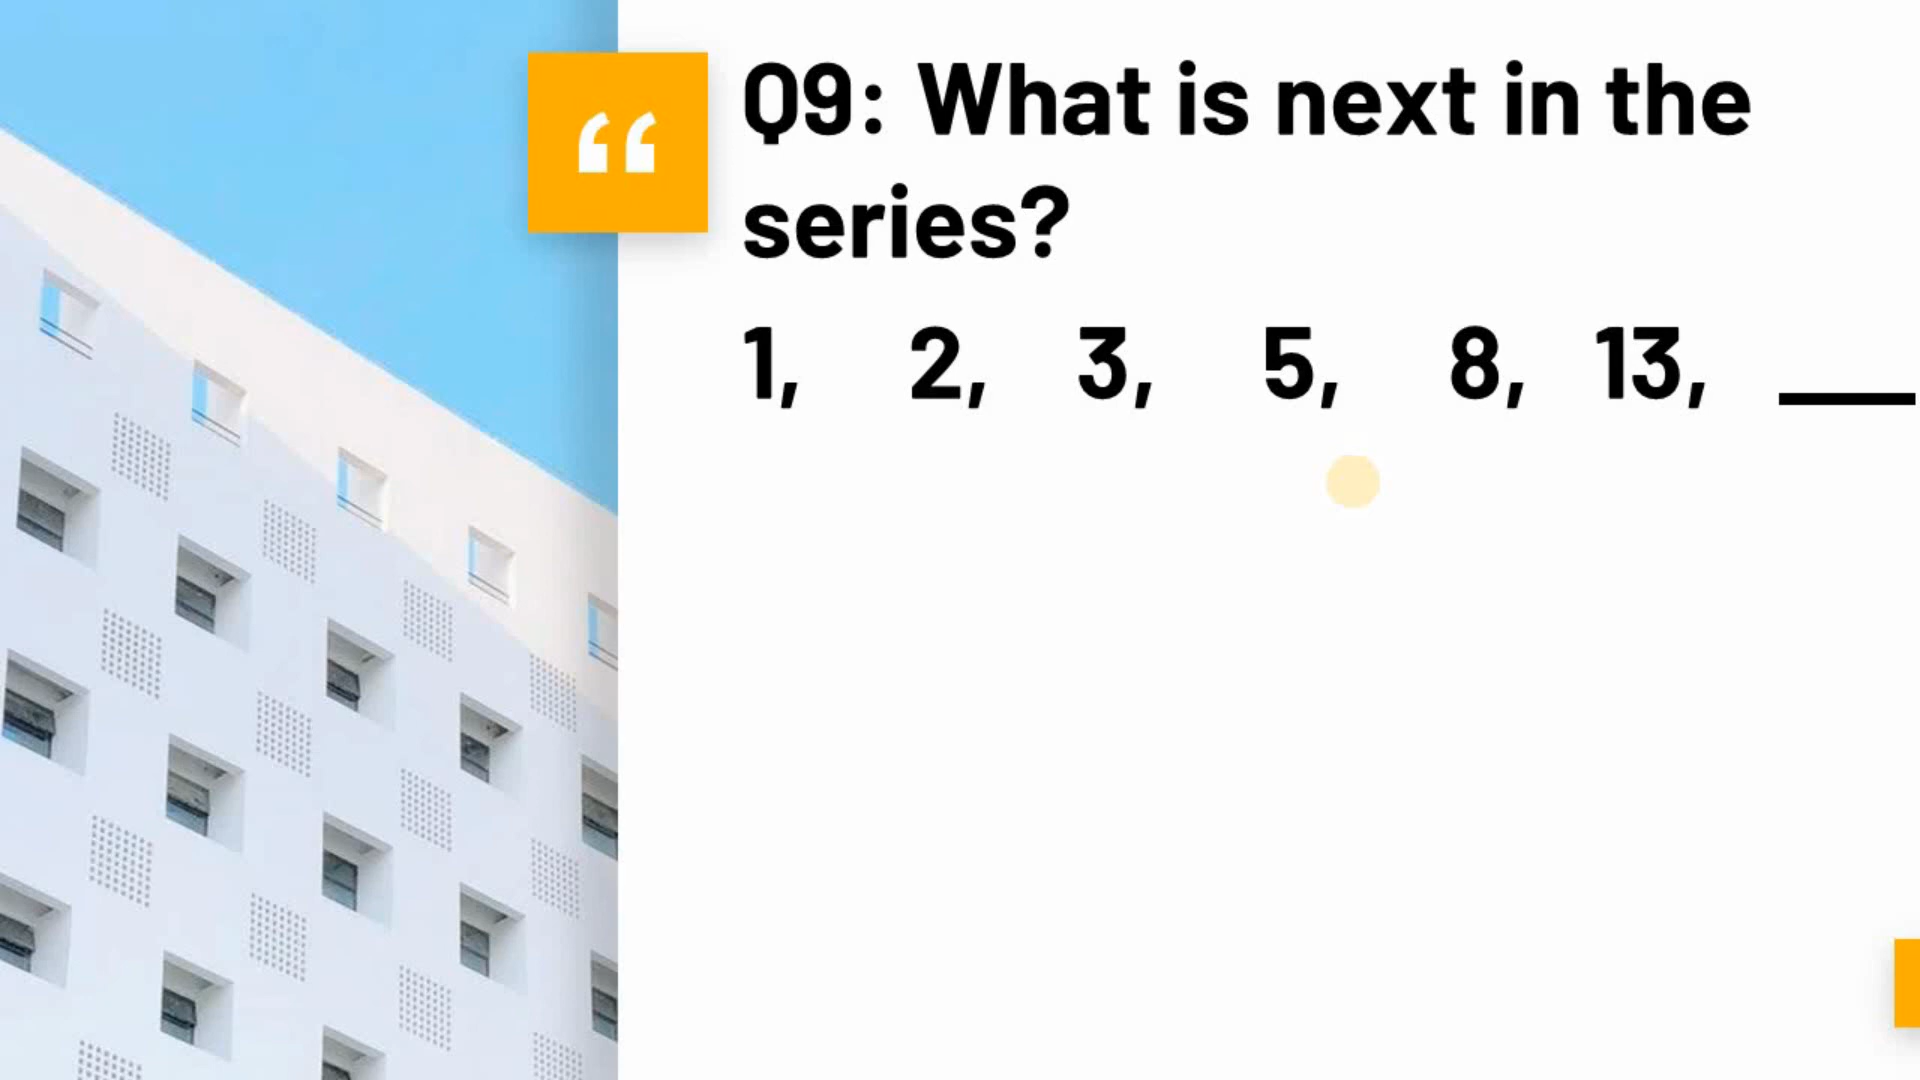 “
Q9: What is next in the
series?
1, 2, 3, 5, 8, 13, ___